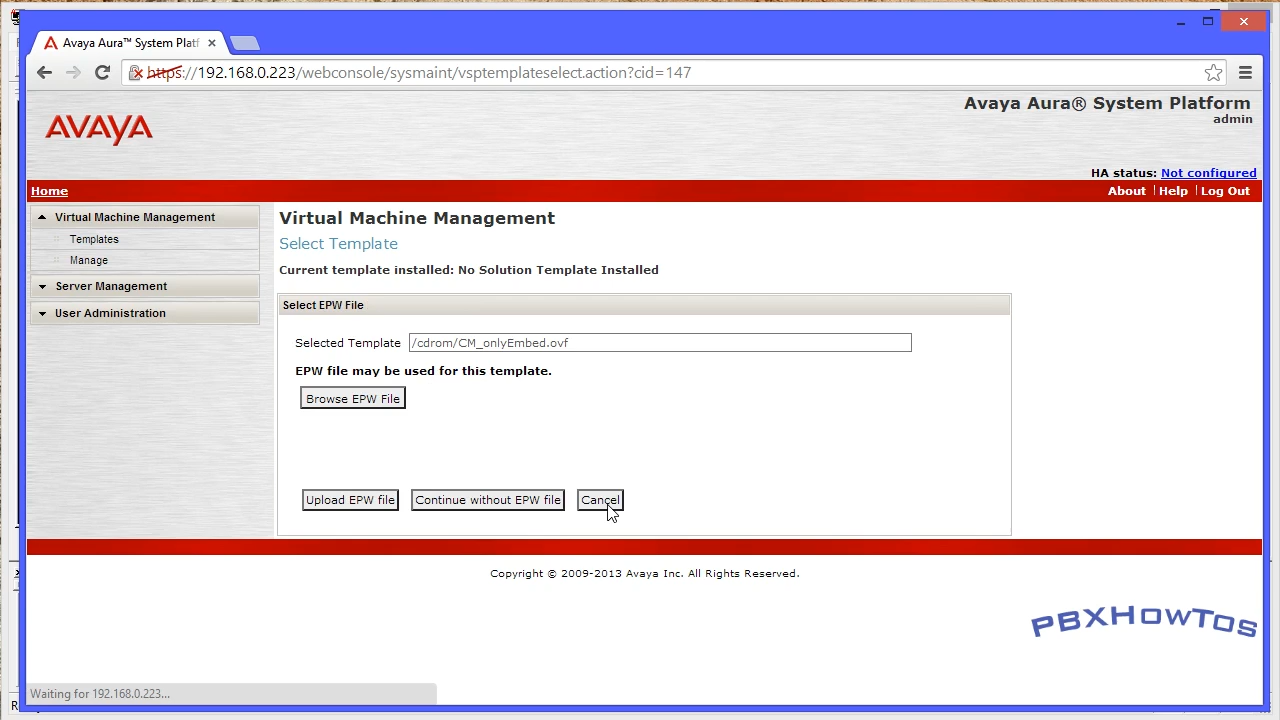 Avaya Aura™ System Platf
https://192.168.0.223/webconsole/sysmaint/vsptemplateselect.action?cid=147
AVAYA
Avaya Aura® System Platform
admin
HA status: Not configured
Home
About | Help | Log Out
Virtual Machine Management
Templates
Manage
Server Management
User Administration
Virtual Machine Management
Select Template
Current template installed: No Solution Template Installed
Select EPW File
Selected Template /cdrom/CM_onlyEmbed.ovf
EPW file may be used for this template.
Browse EPW File
Upload EPW file Continue without EPW file Cancel
Copyright © 2009-2013 Avaya Inc. All Rights Reserved.
PBXHowTos
Waiting for 192.168.0.223...